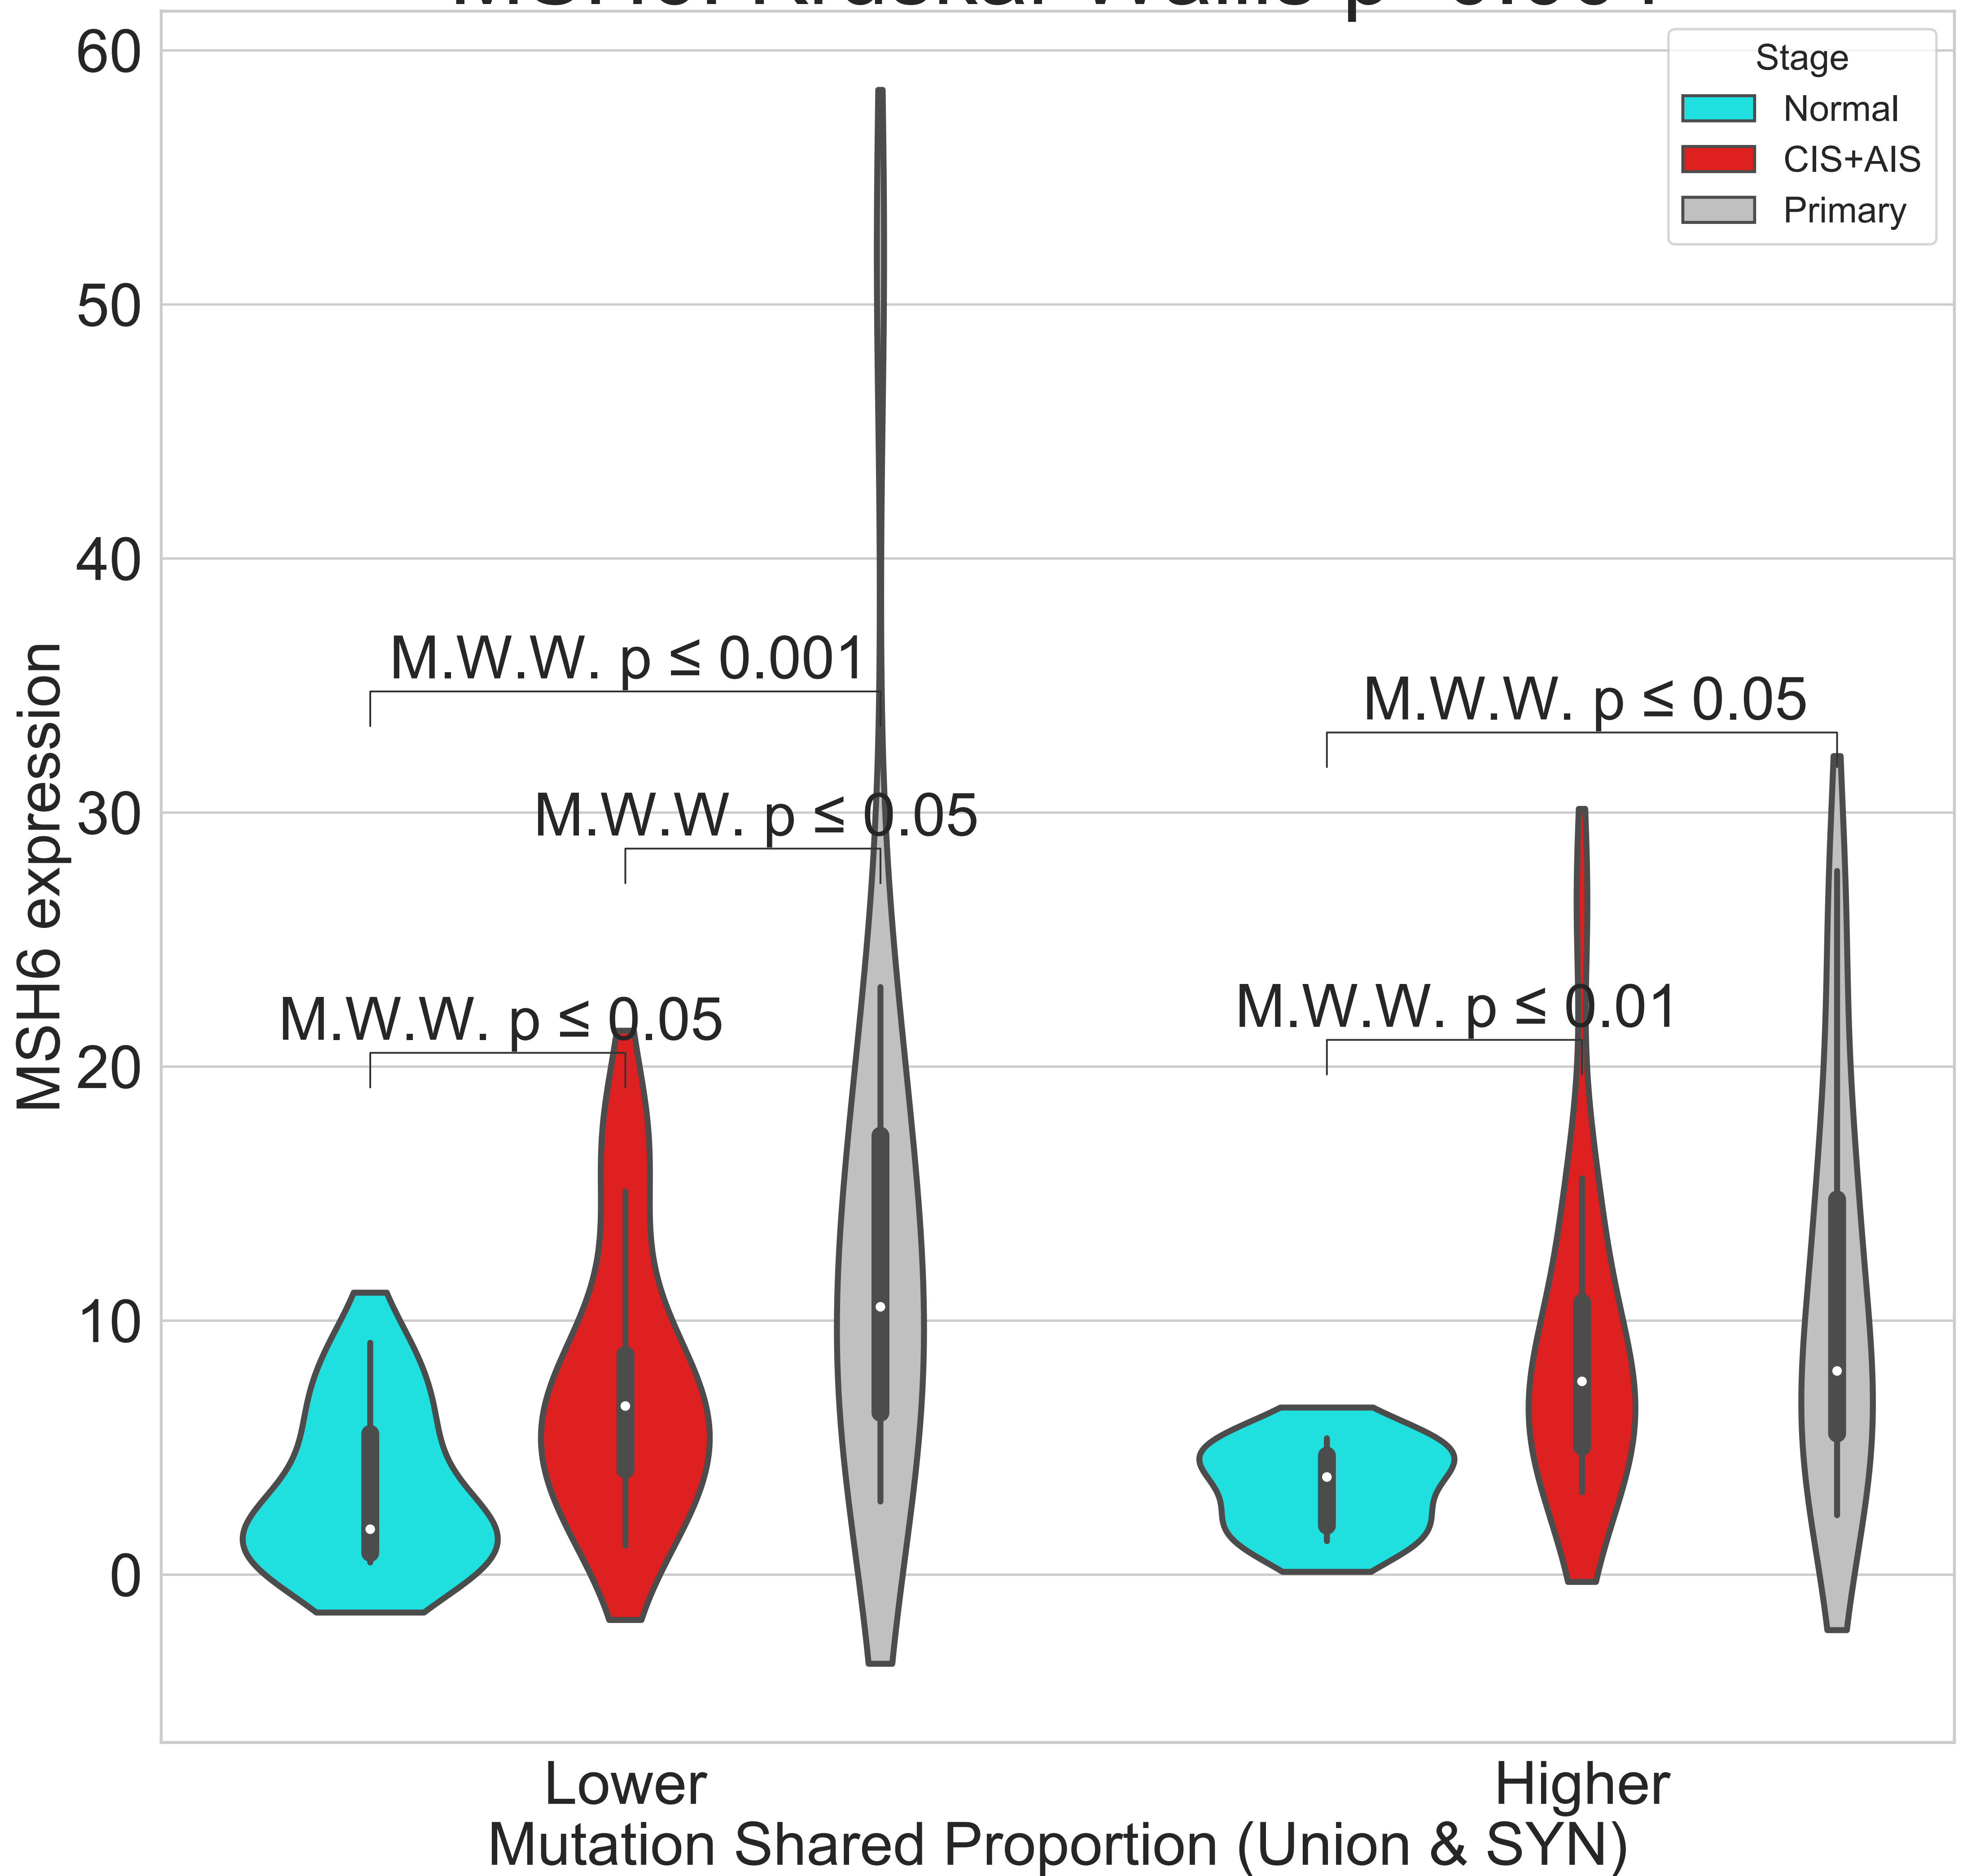 60
Stage
Normal
CIS+AIS
Primary
50
40
M.W.W. p ≤ 0.001
M.W.W. p ≤ 0.05
30
M.W.W. p ≤ 0.05
M.W.W. p ≤ 0.05
M.W.W. p ≤ 0.01
20
10
0
MSH6 expression
Lower
Higher
Mutation Shared Proportion (Union & SYN)